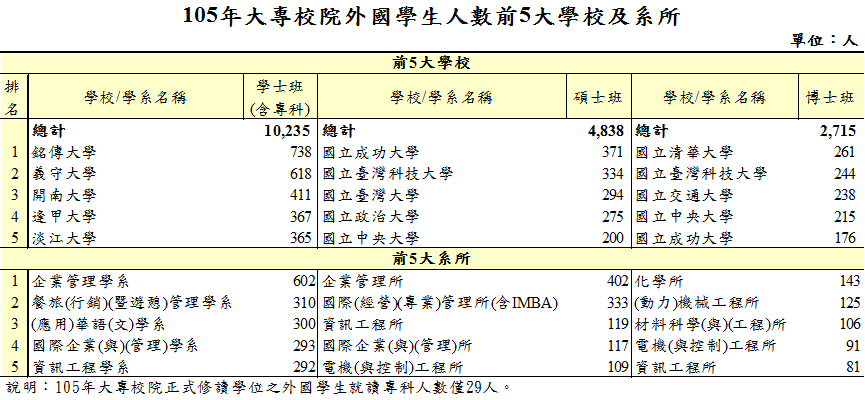 105年大專校院外國學生人數前5大學校及系所
單位：人
前5大學校
排名 學校/學系名稱 學士班(含專科) 學校/學系名稱 碩士班 學校/學系名稱 博士班
總計 10,235 總計 4,838 總計 2,715
1 銘傳大學 738 國立成功大學 371 國立清華大學 261
2 義守大學 618 國立臺灣科技大學 334 國立臺灣科技大學 244
3 開南大學 411 國立臺灣大學 294 國立交通大學 238
4 逢甲大學 367 國立政治大學 275 國立中央大學 215
5 淡江大學 365 國立中央大學 200 國立成功大學 176
前5大系所
1 企業管理學系 602 企業管理所 402 化學所 143
2 餐旅(行銷)(暨遊憩)管理學系 310 國際(經營)(專業)管理所(含IMBA) 333 (動力)機械工程所 125
3 (應用)華語(文)學系 300 資訊工程所 119 材料科學(與)(工程)所 106
4 國際企業(與)(管理)學系 293 國際企業(與)(管理)所 117 電機(與控制)工程所 91
5 資訊工程學系 292 電機(與控制)工程所 109 資訊工程所 81
說明：105年大專校院正式修讀學位之外國學生就讀專科人數僅29人。